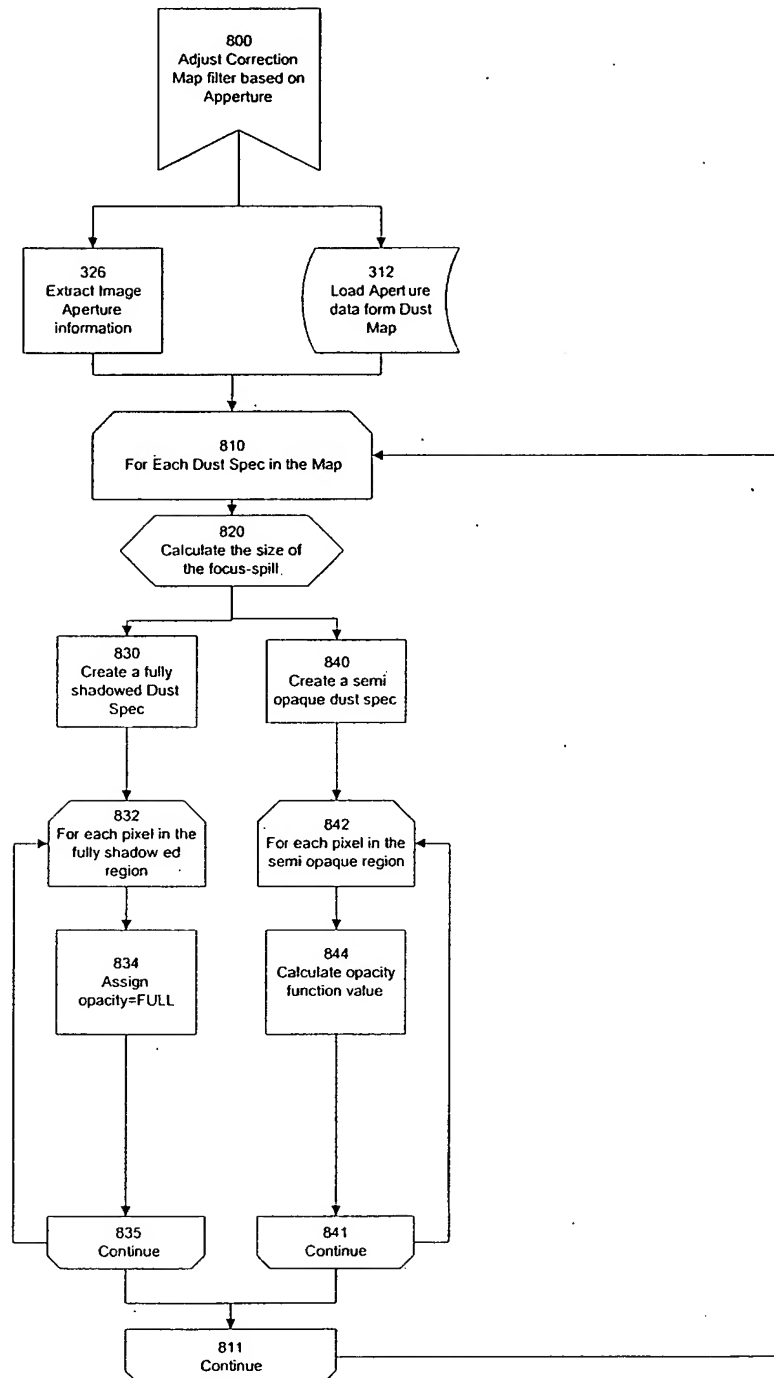 800
Adjust Correction
Map filter based on
Apperture
326
Extract Image
Aperture
information
312
Load Aperture
data form Dust
Map
810
For Each Dust Spec in the Map
820
Calculate the size of
the focus-spill
830
Create a fully
shadowed Dust
Spec
840
Create a semi
opaque dust spec
832
For each pixel in the
fully shadow ed
region
842
For each pixel in the
semi opaque region
834
Assign
opacity=FULL
844
Calculate opacity
function value
835
Continue
841
Continue
811
Continue